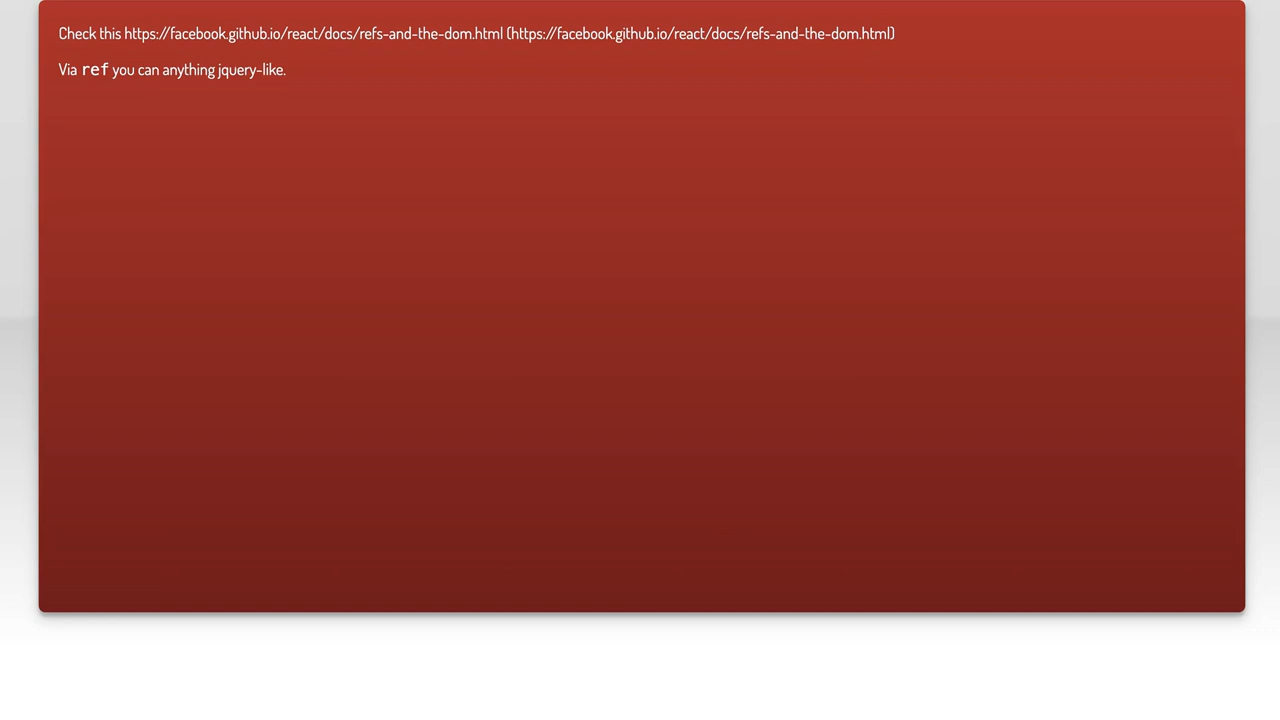 Check this https://facebook.github.io/react/docs/refs-and-the-dom.html (https://facebook.github.io/react/docs/refs-and-the-dom.html)
Via ref you can anything jquery-like.